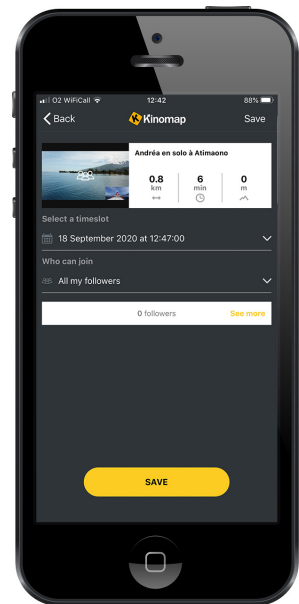 O2 WiFiCall 12:42 88%
Back Kinomap Save
Andréa en solo à Atimaono
0.8 6 0
km min m
Select a timeslot
18 September 2020 at 12:47:00
Who can join
All my followers
0 followers See more
SAVE